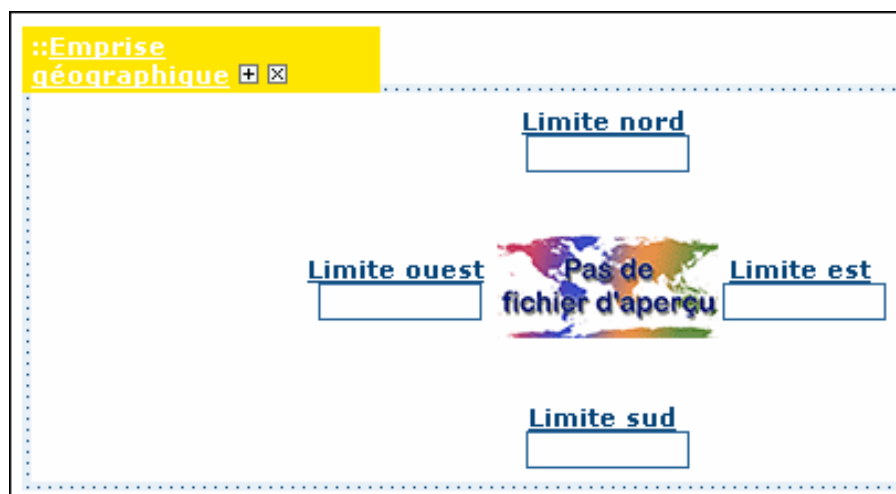 ::Emprise
géographique
Limite nord
Limite ouest
Pas de
fichier d'aperçu
Limite est
Limite sud